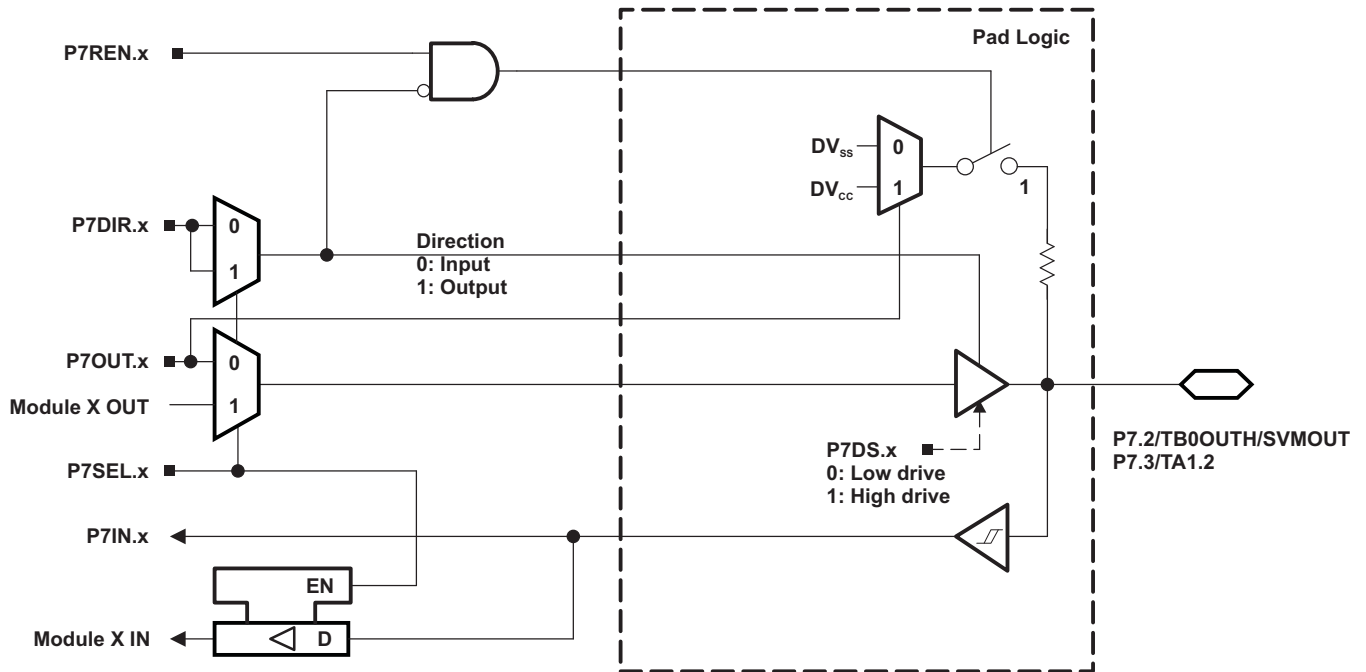 Pad Logic
P7REN.x
DVss
0
DVcc
1
1
P7DIR.x
0
1
Direction
0: Input
1: Output
P7OUT.x
0
Module X OUT
1
P7DS.x
0: Low drive
1: High drive
P7.2/TB0OUTH/SVMOUT
P7.3/TA1.2
P7SEL.x
P7IN.x
EN
Module X IN
D